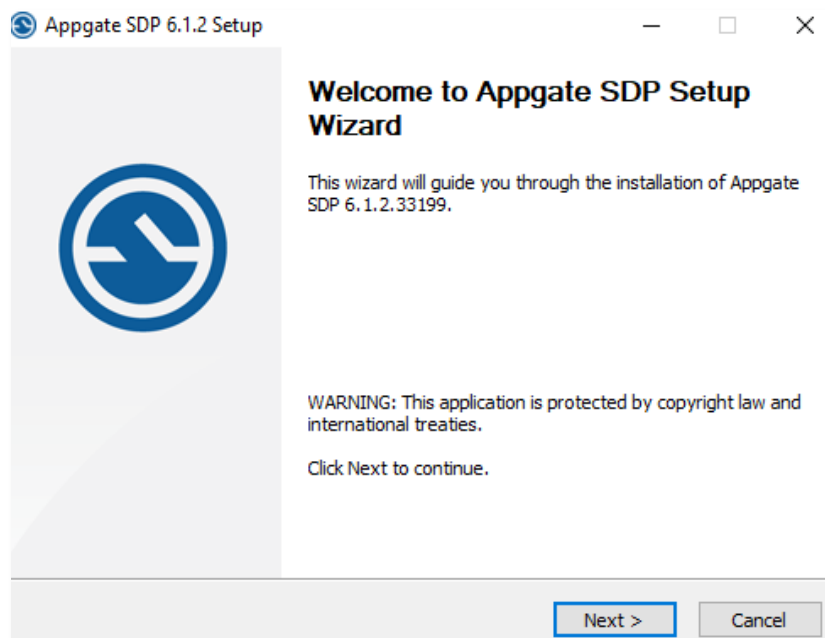 Appgate SDP 6.1.2 Setup
Welcome to Appgate SDP Setup
Wizard
This wizard will guide you through the installation of Appgate
SDP 6.1.2.33199.
WARNING: This application is protected by copyright law and
international treaties.
Click Next to continue.
Next >
Cancel